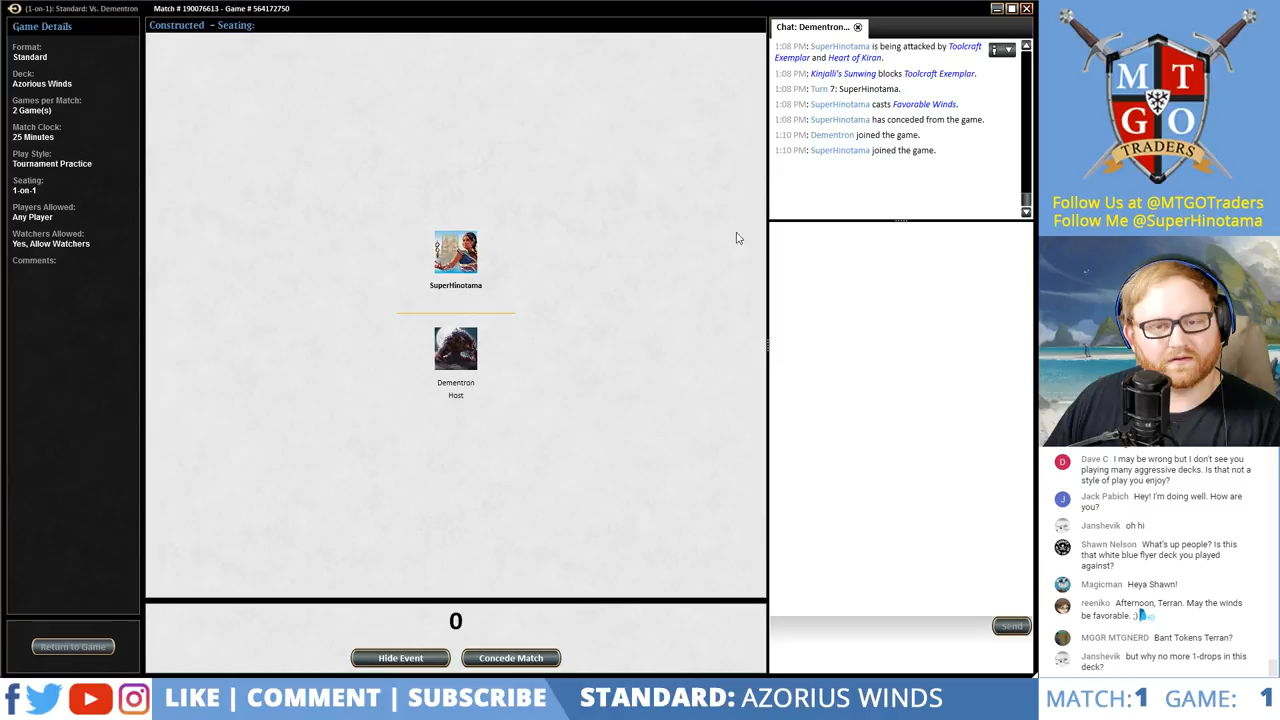 (1-on-1): Standard: Vs. Dementron
Match # 190076613 - Game # 564172750
Game Details
Format:
Standard
Deck:
Azorious Winds
Games per Match:
2 Game(s)
Match Clock:
25 Minutes
Play Style:
Tournament Practice
Seating:
1-on-1
Players Allowed:
Any Player
Watchers Allowed:
Yes, Allow Watchers
Comments:
Return to Game
Constructed - Seating:
SuperHinotama
Dementron
Host
0
Hide Event
Concede Match
Chat: Dementron...
1:08 PM: SuperHinotama is being attacked by Toolcraft
Exemplar and Heart of Kiran.
1:08 PM: Kinjalli's Sunwing blocks Toolcraft Exemplar.
1:08 PM: Turn 7: SuperHinotama.
1:08 PM: SuperHinotama casts Favorable Winds.
1:08 PM: SuperHinotama has conceded from the game.
1:10 PM: Dementron joined the game.
1:10 PM: SuperHinotama joined the game.
Send
M T
G O
TRADERS
Follow Us at @MTGOTraders
Follow Me @SuperHinotama
D
Dave C I may be wrong but I don't see you
playing many aggressive decks. Is that not a
style of play you enjoy?
J
Jack Pabich Hey! I'm doing well. How are
you?
Janshevik oh hi
Shawn Nelson What's up people? Is this
that white blue flyer deck you played
against?
Magicman Heya Shawn!
reeniko Afternoon, Terran. May the winds
be favorable. ;)
MGGR MTGNERD Bant Tokens Terran?
Janshevik but why no more 1-drops in this
deck?
LIKE | COMMENT | SUBSCRIBE
STANDARD: AZORIUS WINDS
MATCH: 1 GAME: 1